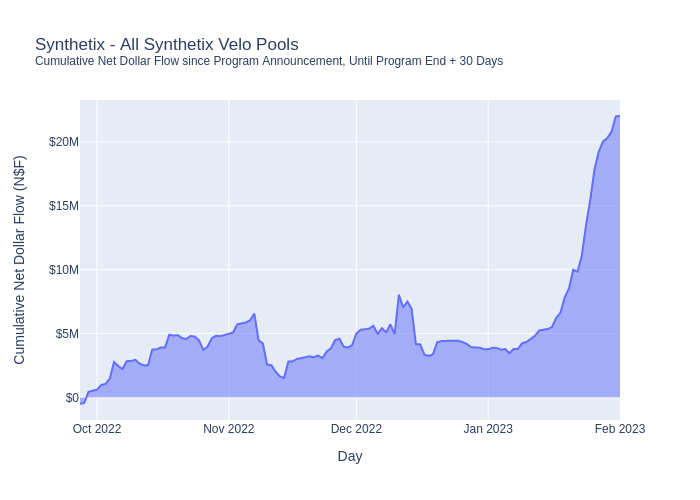 Synthetix - All Synthetix Velo Pools
Cumulative Net Dollar Flow since Program Announcement, Until Program End + 30 Days
Cumulative Net Dollar Flow (N$F)
$20M
$15M
$10M
$5M
$0
Oct 2022
Nov 2022
Dec 2022
Jan 2023
Feb 2023
Day